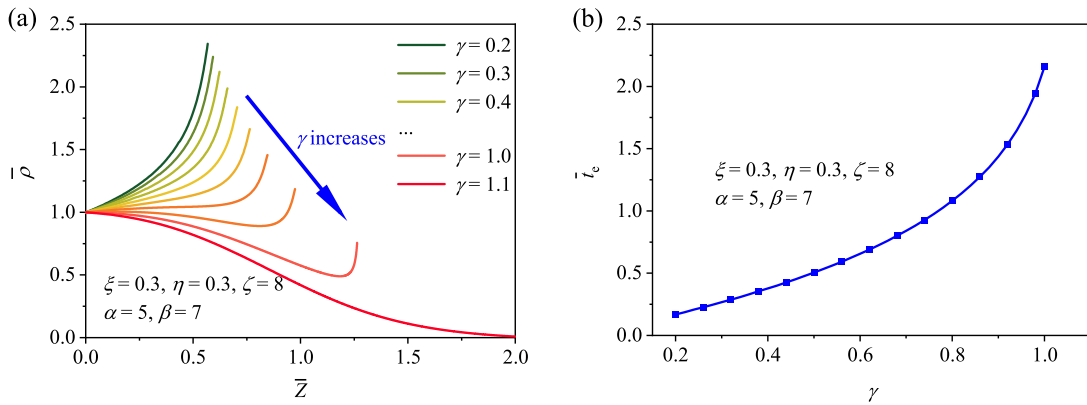 (a)
2.5
2.0
1.5
1.0
0.5
0.0
ρ̅
γ = 0.2
γ = 0.3
γ = 0.4
...
γ = 1.0
γ = 1.1
γ increases
ξ = 0.3, η = 0.3, ζ = 8
α = 5, β = 7
0.0 0.5 1.0 1.5 2.0
Z̅
(b)
2.5
2.0
1.5
1.0
0.5
0.0
t̅e
ξ = 0.3, η = 0.3, ζ = 8
α = 5, β = 7
0.2 0.4 0.6 0.8 1.0
γ